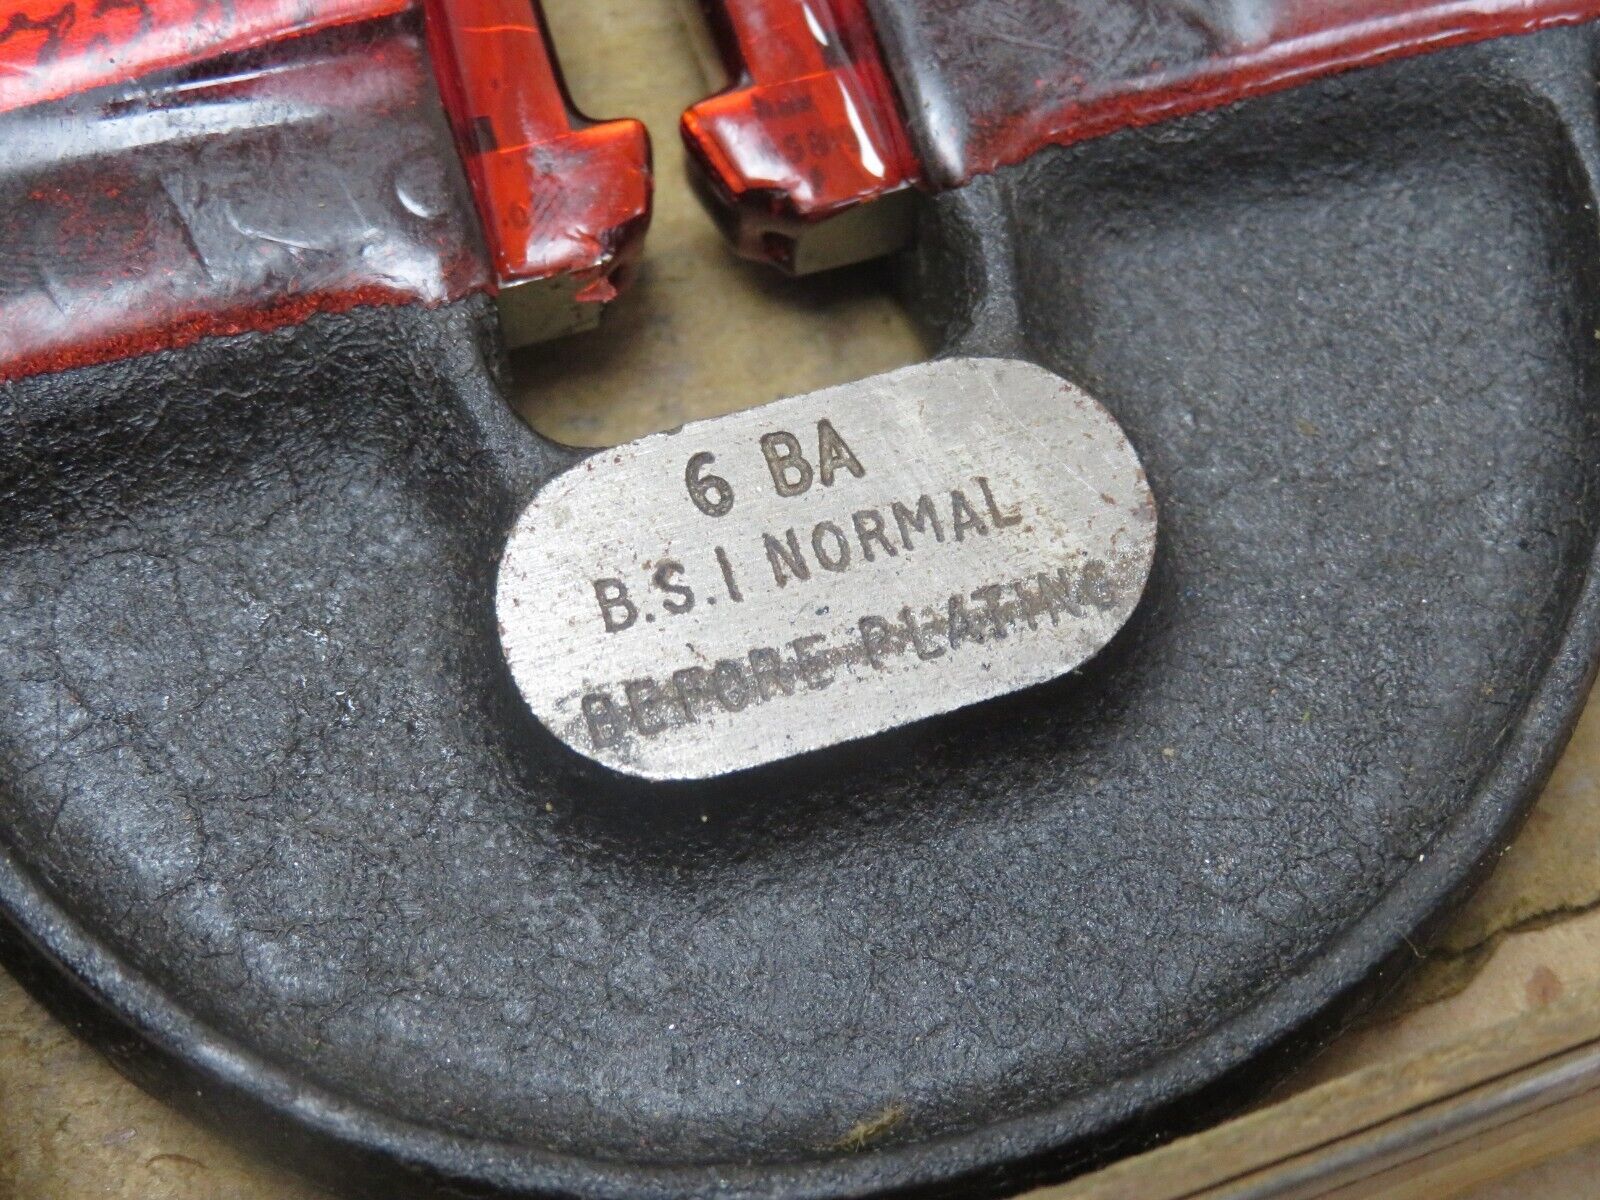 6 BA
B.S.I NORMAL
BEFORE PLATING